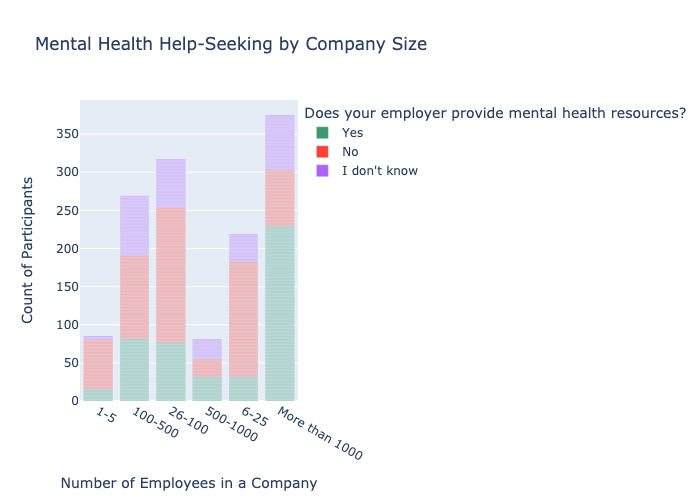 Mental Health Help-Seeking by Company Size
Does your employer provide mental health resources?
Yes
No
I don't know
Count of Participants
350
300
250
200
150
100
50
0
1-5
100-500
26-100
500-1000
6-25
More than 1000
Number of Employees in a Company